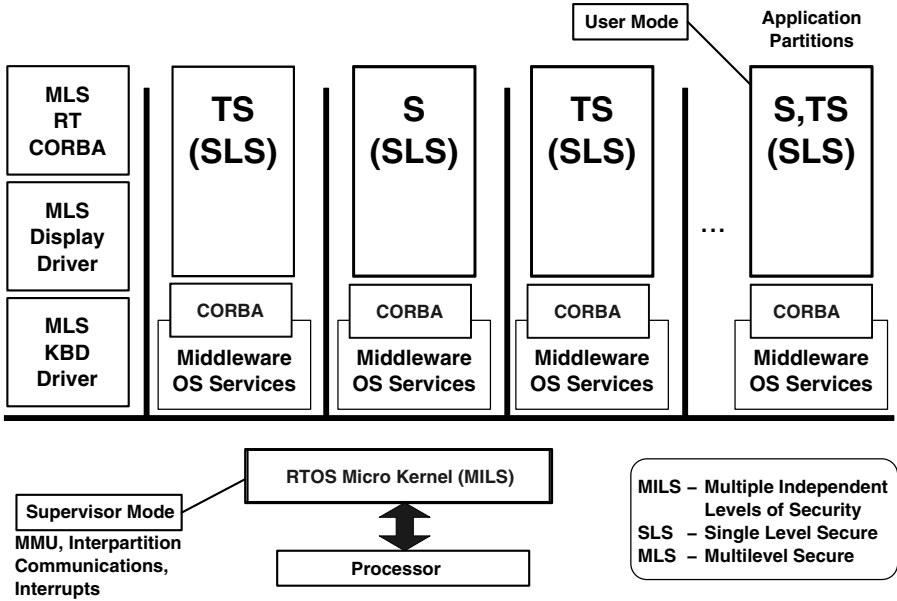 User Mode
Application
Partitions
MLS
RT
CORBA
MLS
Display
Driver
MLS
KBD
Driver
TS
(SLS)
CORBA
Middleware
OS Services
S
(SLS)
CORBA
Middleware
OS Services
TS
(SLS)
CORBA
Middleware
OS Services
...
S,TS
(SLS)
CORBA
Middleware
OS Services
RTOS Micro Kernel (MILS)
Supervisor Mode
MMU, Interpartition
Communications,
Interrupts
Processor
MILS – Multiple Independent
Levels of Security
SLS – Single Level Secure
MLS – Multilevel Secure